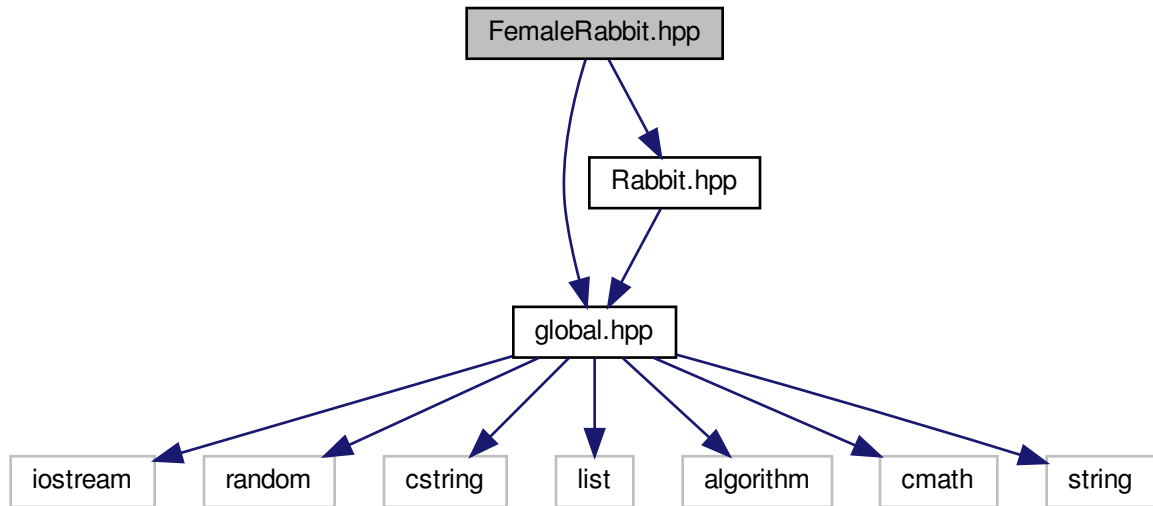 FemaleRabbit.hpp
Rabbit.hpp
global.hpp
iostream
random
cstring
list
algorithm
cmath
string